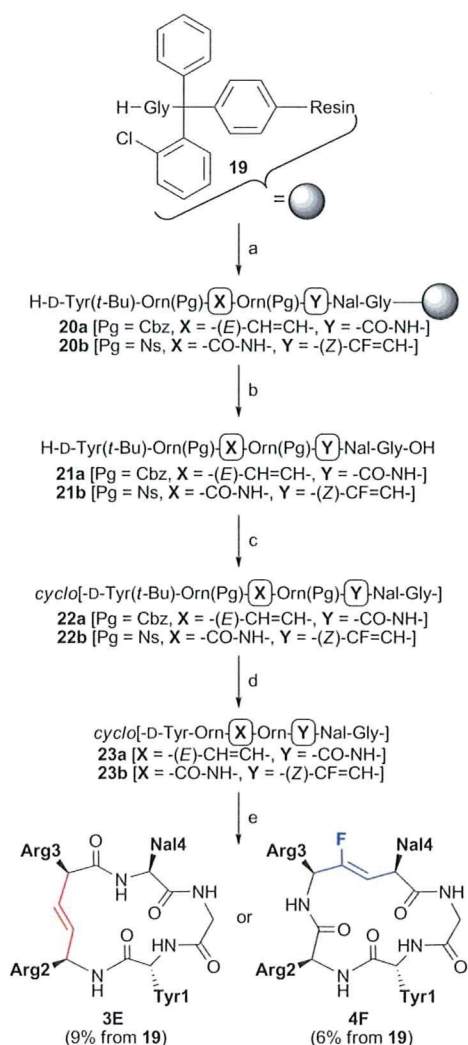 H-Gly
Resin
Cl
19
=
a
H-D-Tyr(t-Bu)-Orn(Pg)-X-Orn(Pg)-Y-Nal-Gly-
20a [Pg = Cbz, X = -(E)-CH=CH-, Y = -CO-NH-]
20b [Pg = Ns, X = -CO-NH-, Y = -(Z)-CF=CH-]
b
H-D-Tyr(t-Bu)-Orn(Pg)-X-Orn(Pg)-Y-Nal-Gly-OH
21a [Pg = Cbz, X = -(E)-CH=CH-, Y = -CO-NH-]
21b [Pg = Ns, X = -CO-NH-, Y = -(Z)-CF=CH-]
c
cyclo[-D-Tyr(t-Bu)-Orn(Pg)-X-Orn(Pg)-Y-Nal-Gly-]
22a [Pg = Cbz, X = -(E)-CH=CH-, Y = -CO-NH-]
22b [Pg = Ns, X = -CO-NH-, Y = -(Z)-CF=CH-]
d
cyclo[-D-Tyr-Orn-X-Orn-Y-Nal-Gly-]
23a [X = -(E)-CH=CH-, Y = -CO-NH-]
23b [X = -CO-NH-, Y = -(Z)-CF=CH-]
e
Arg3 O Nal4
N H
O NH
O H N
Arg2 N H O
Tyr1
3E
(9% from 19)
or
F
Arg3 Nal4
NH
O NH
O
O H N
Arg2 N H O
Tyr1
4F
(6% from 19)